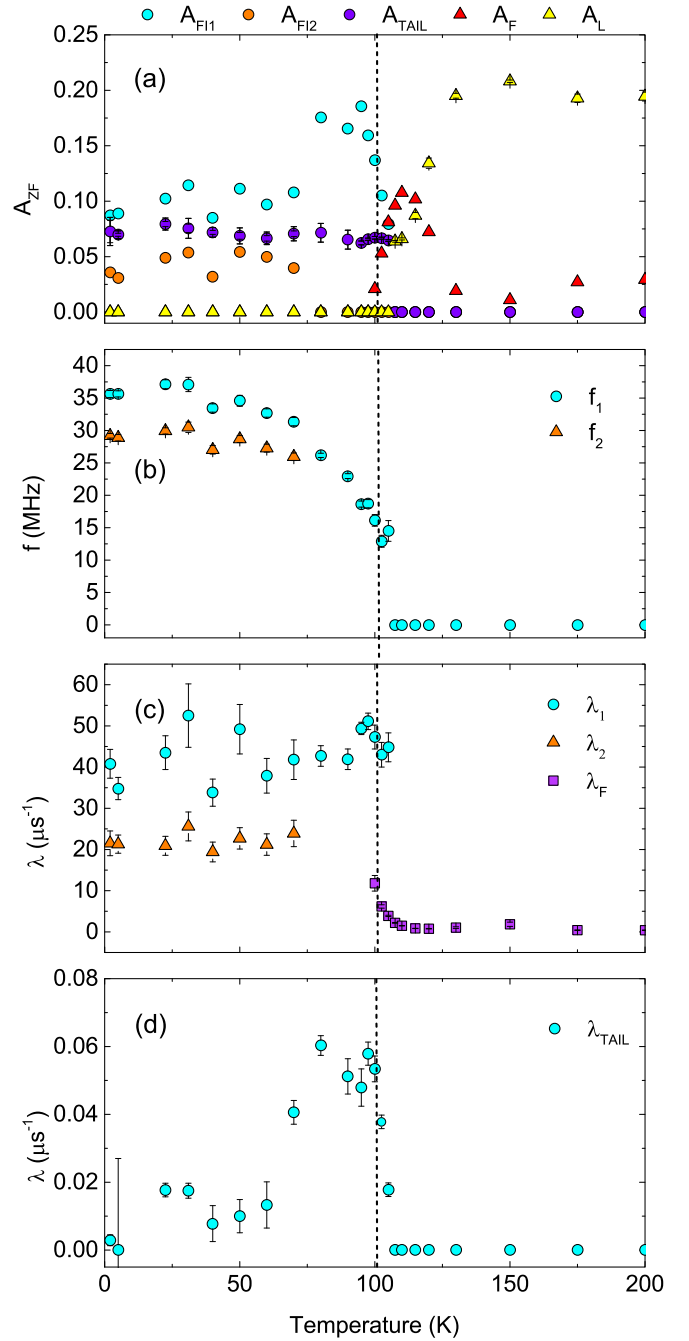 A_FI1 A_FI2 A_TAIL A_F A_L
(a)
0.25
0.20
0.15
0.10
0.05
0.00
A_ZF
(b)
f_1
f_2
40
35
30
25
20
15
10
5
0
f (MHz)
(c)
λ_1
λ_2
λ_F
60
50
40
30
20
10
0
λ (μs⁻¹)
(d)
λ_TAIL
0.08
0.06
0.04
0.02
0.00
λ (μs⁻¹)
0 50 100 150 200
Temperature (K)